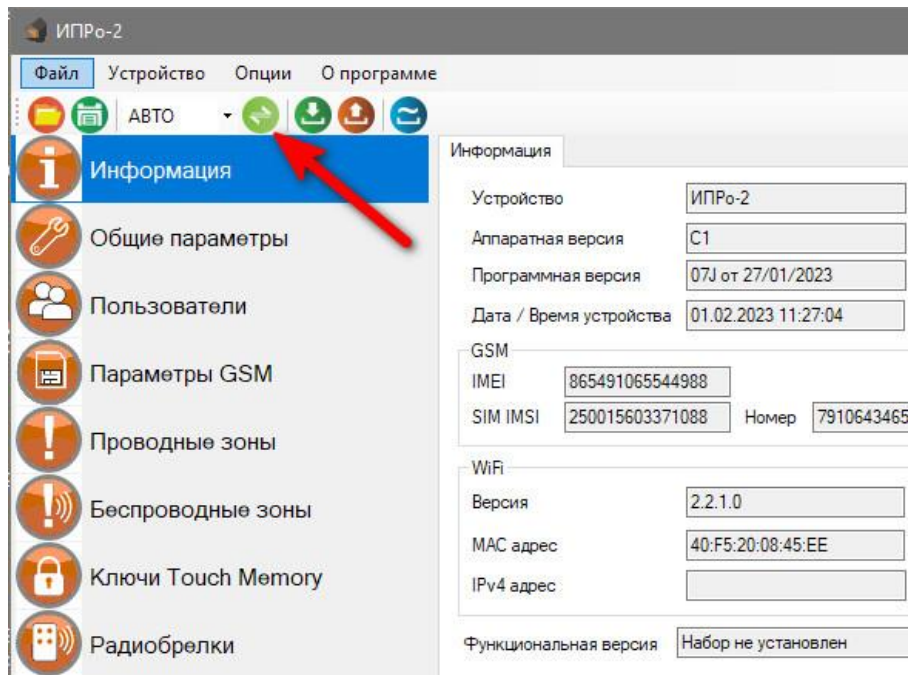 ИПРо-2
Файл Устройство Опции О программе
АВТО
Информация
Общие параметры
Пользователи
Параметры GSM
Проводные зоны
Беспроводные зоны
Ключи Touch Memory
Радиобрелки
Информация
Устройство ИПРо-2
Аппаратная версия C1
Программная версия 07J от 27/01/2023
Дата / Время устройства 01.02.2023 11:27:04
GSM
IMEI 865491065544988
SIM IMSI 250015603371088 Номер 7910643465
WiFi
Версия 2.2.1.0
MAC адрес 40:F5:20:08:45:EE
IPv4 адрес
Функциональная версия Набор не установлен